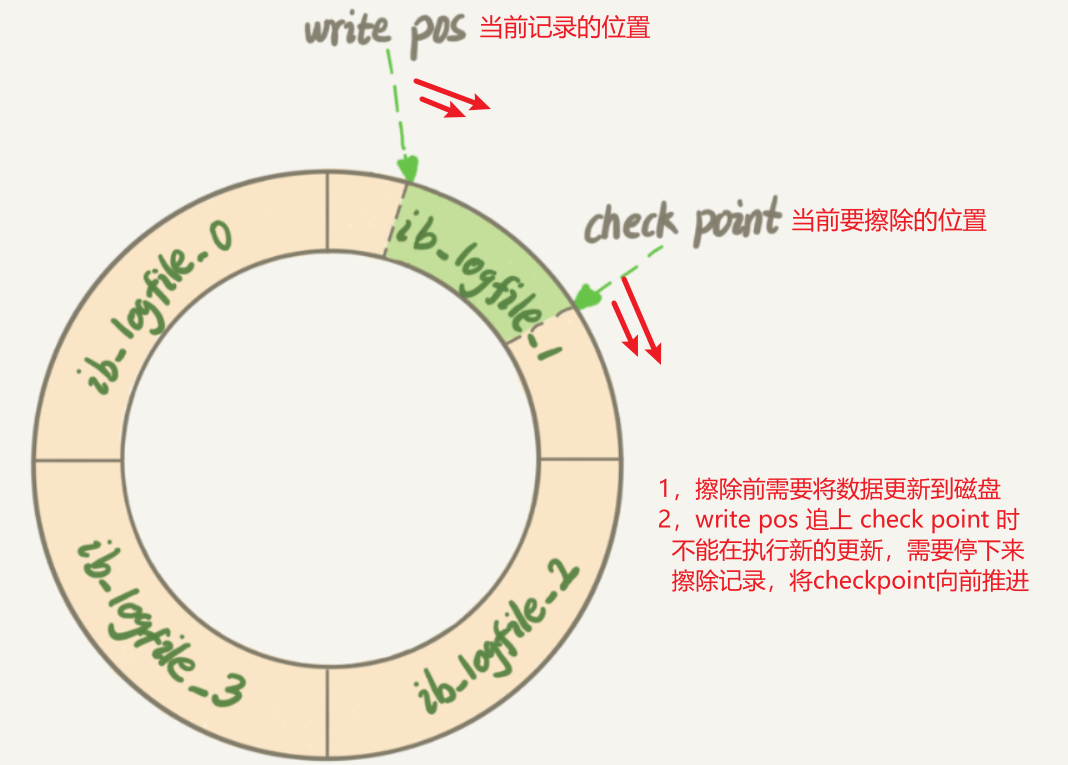 write pos 当前记录的位置
check point 当前要擦除的位置
ib_logfile_0
ib_logfile_1
ib_logfile_3
ib_logfile_2
1，擦除前需要将数据更新到磁盘
2，write pos 追上 check point 时
不能在执行新的更新，需要停下来
擦除记录，将checkpoint向前推进